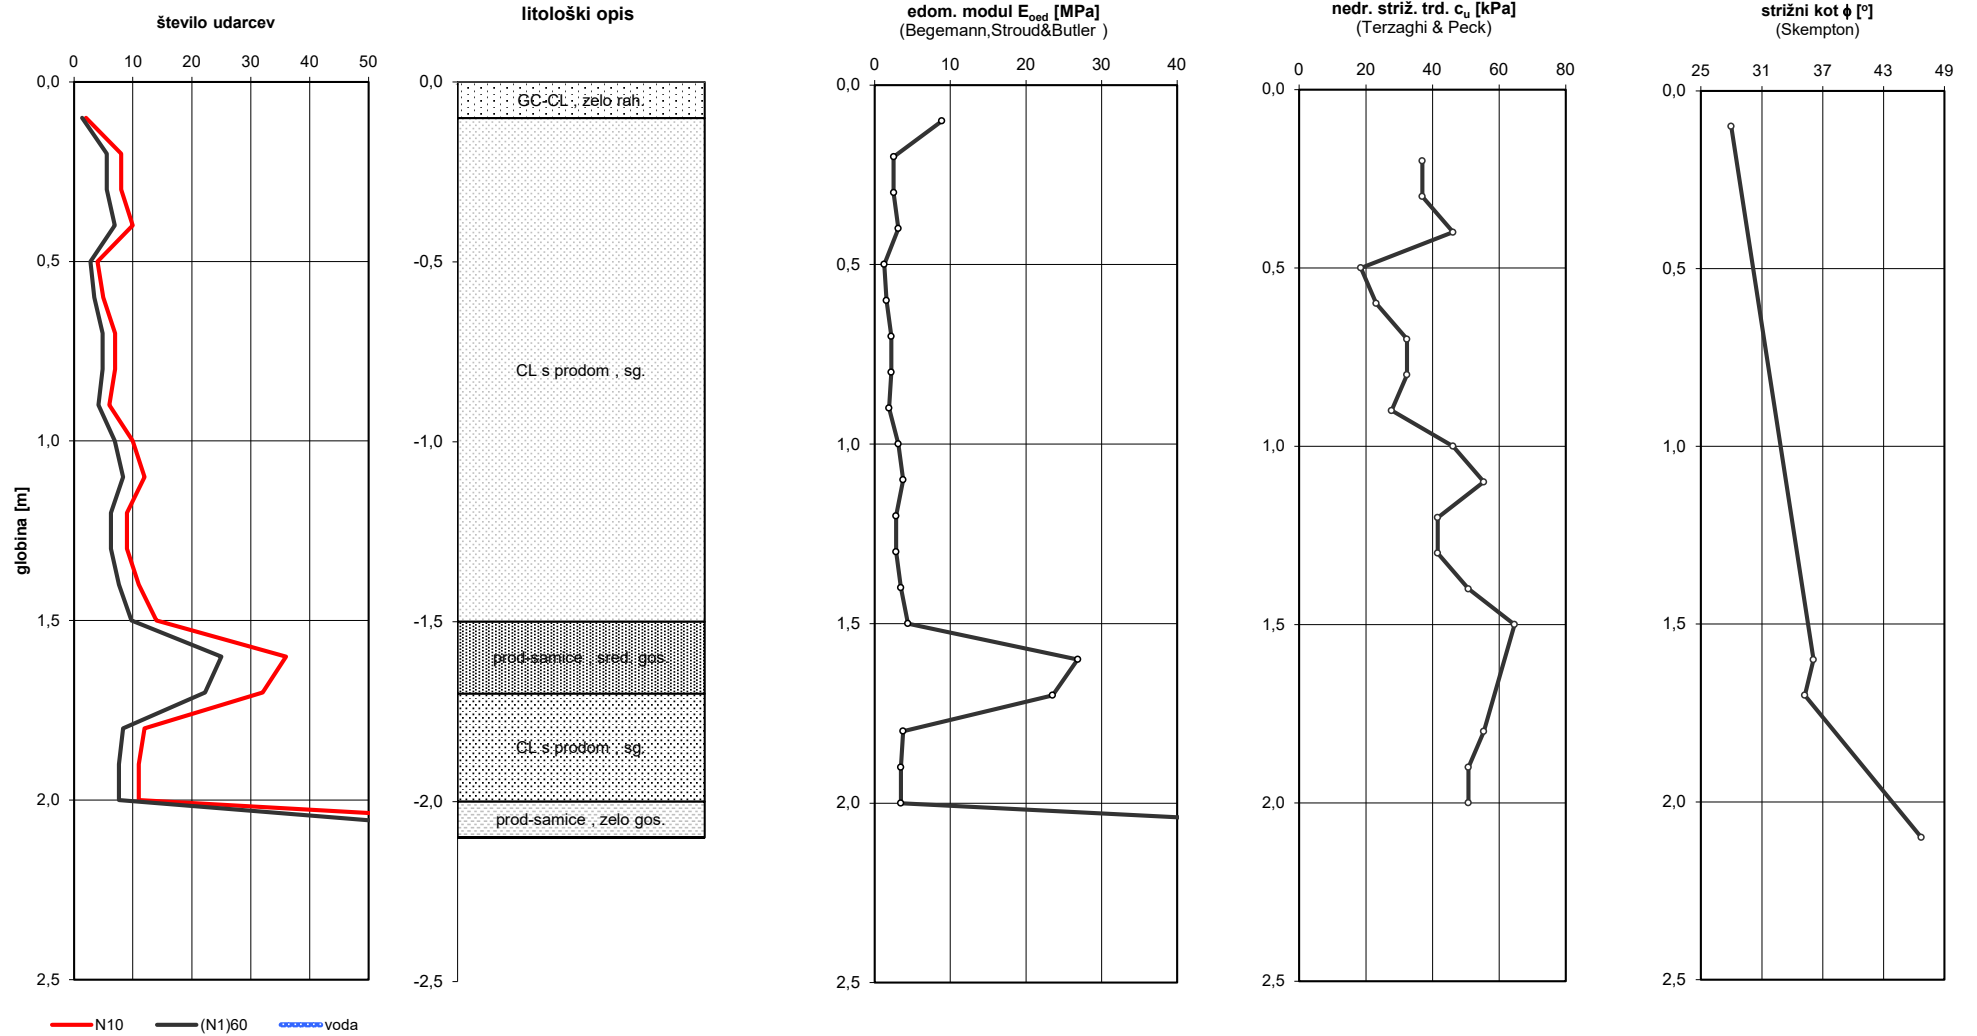 število udarcev
0 10 20 30 40 50
0,0
0,5
1,0
1,5
2,0
2,5
globina [m]
N10 (N1)60 voda
litološki opis
0,0
-0,5
-1,0
-1,5
-2,0
-2,5
GC-CL , zelo rah.
CL s prodom , sg.
prod-samice , sred. gos.
CL s prodom , sg.
prod-samice , zelo gos.
edom. modul Eoed [MPa]
(Begemann,Stroud&Butler )
0 10 20 30 40
0,0
0,5
1,0
1,5
2,0
2,5
nedr. striž. trd. cu [kPa]
(Terzaghi & Peck)
0 20 40 60 80
0,0
0,5
1,0
1,5
2,0
2,5
strižni kot ϕ [º]
(Skempton)
25 31 37 43 49
0,0
0,5
1,0
1,5
2,0
2,5